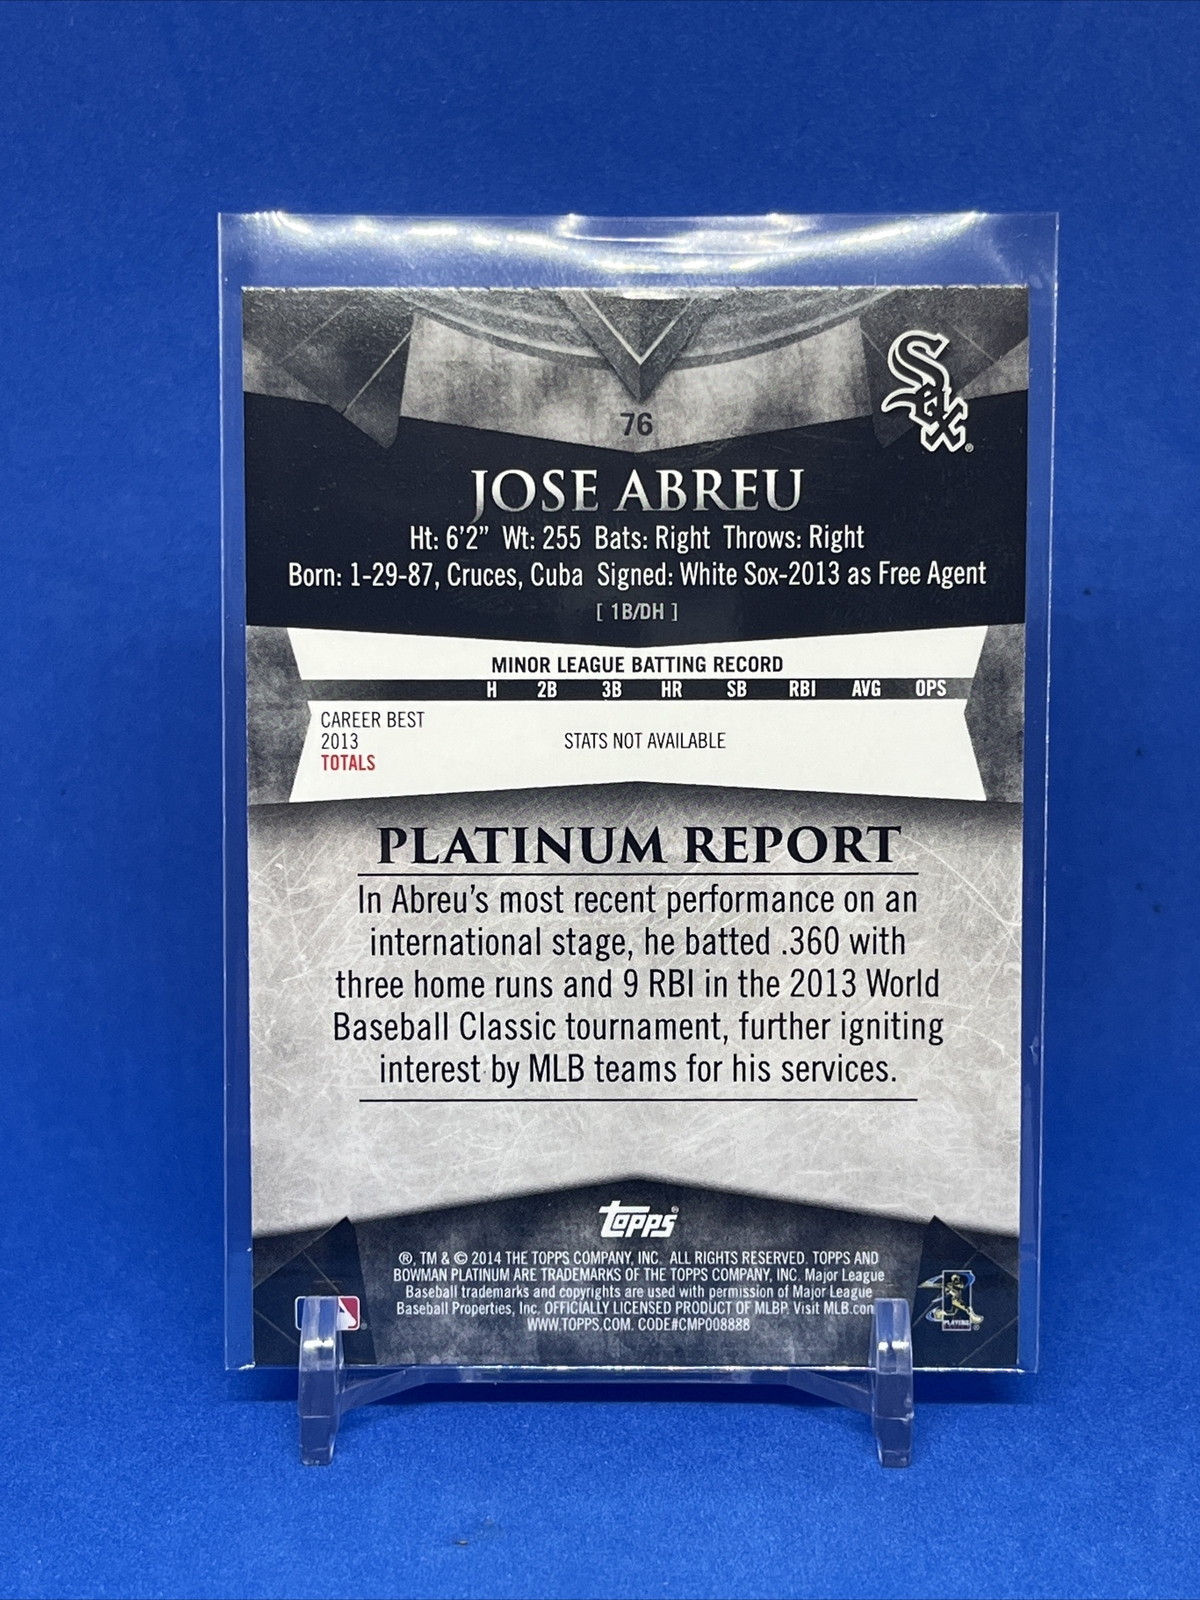 Sox
76
JOSE ABREU
Ht: 6'2" Wt: 255 Bats: Right Throws: Right
Born: 1-29-87, Cruces, Cuba Signed: White Sox-2013 as Free Agent
[ 1B/DH ]
MINOR LEAGUE BATTING RECORD
H 2B 3B HR SB RBI AVG OPS
CAREER BEST
2013 STATS NOT AVAILABLE
TOTALS
PLATINUM REPORT
In Abreu's most recent performance on an
international stage, he batted .360 with
three home runs and 9 RBI in the 2013 World
Baseball Classic tournament, further igniting
interest by MLB teams for his services.
topps
®, TM & © 2014 THE TOPPS COMPANY, INC. ALL RIGHTS RESERVED. TOPPS AND
BOWMAN PLATINUM ARE TRADEMARKS OF THE TOPPS COMPANY, INC. Major League
Baseball trademarks and copyrights are used with permission of Major League
Baseball Properties, Inc. OFFICIALLY LICENSED PRODUCT OF MLBP. Visit MLB.com
WWW.TOPPS.COM. CODE#CMP008888
PLAYERS